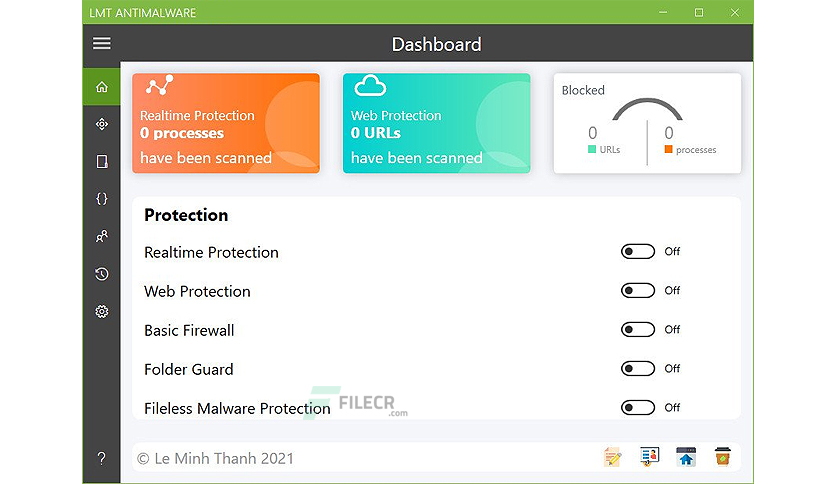 LMT ANTIMALWARE
Dashboard
Realtime Protection
0 processes
have been scanned
Web Protection
0 URLs
have been scanned
Blocked
0
URLs
0
processes
Protection
Realtime Protection
Off
Web Protection
Off
Basic Firewall
Off
Folder Guard
Off
Fileless Malware Protection
Off
FILECR
.com
© Le Minh Thanh 2021